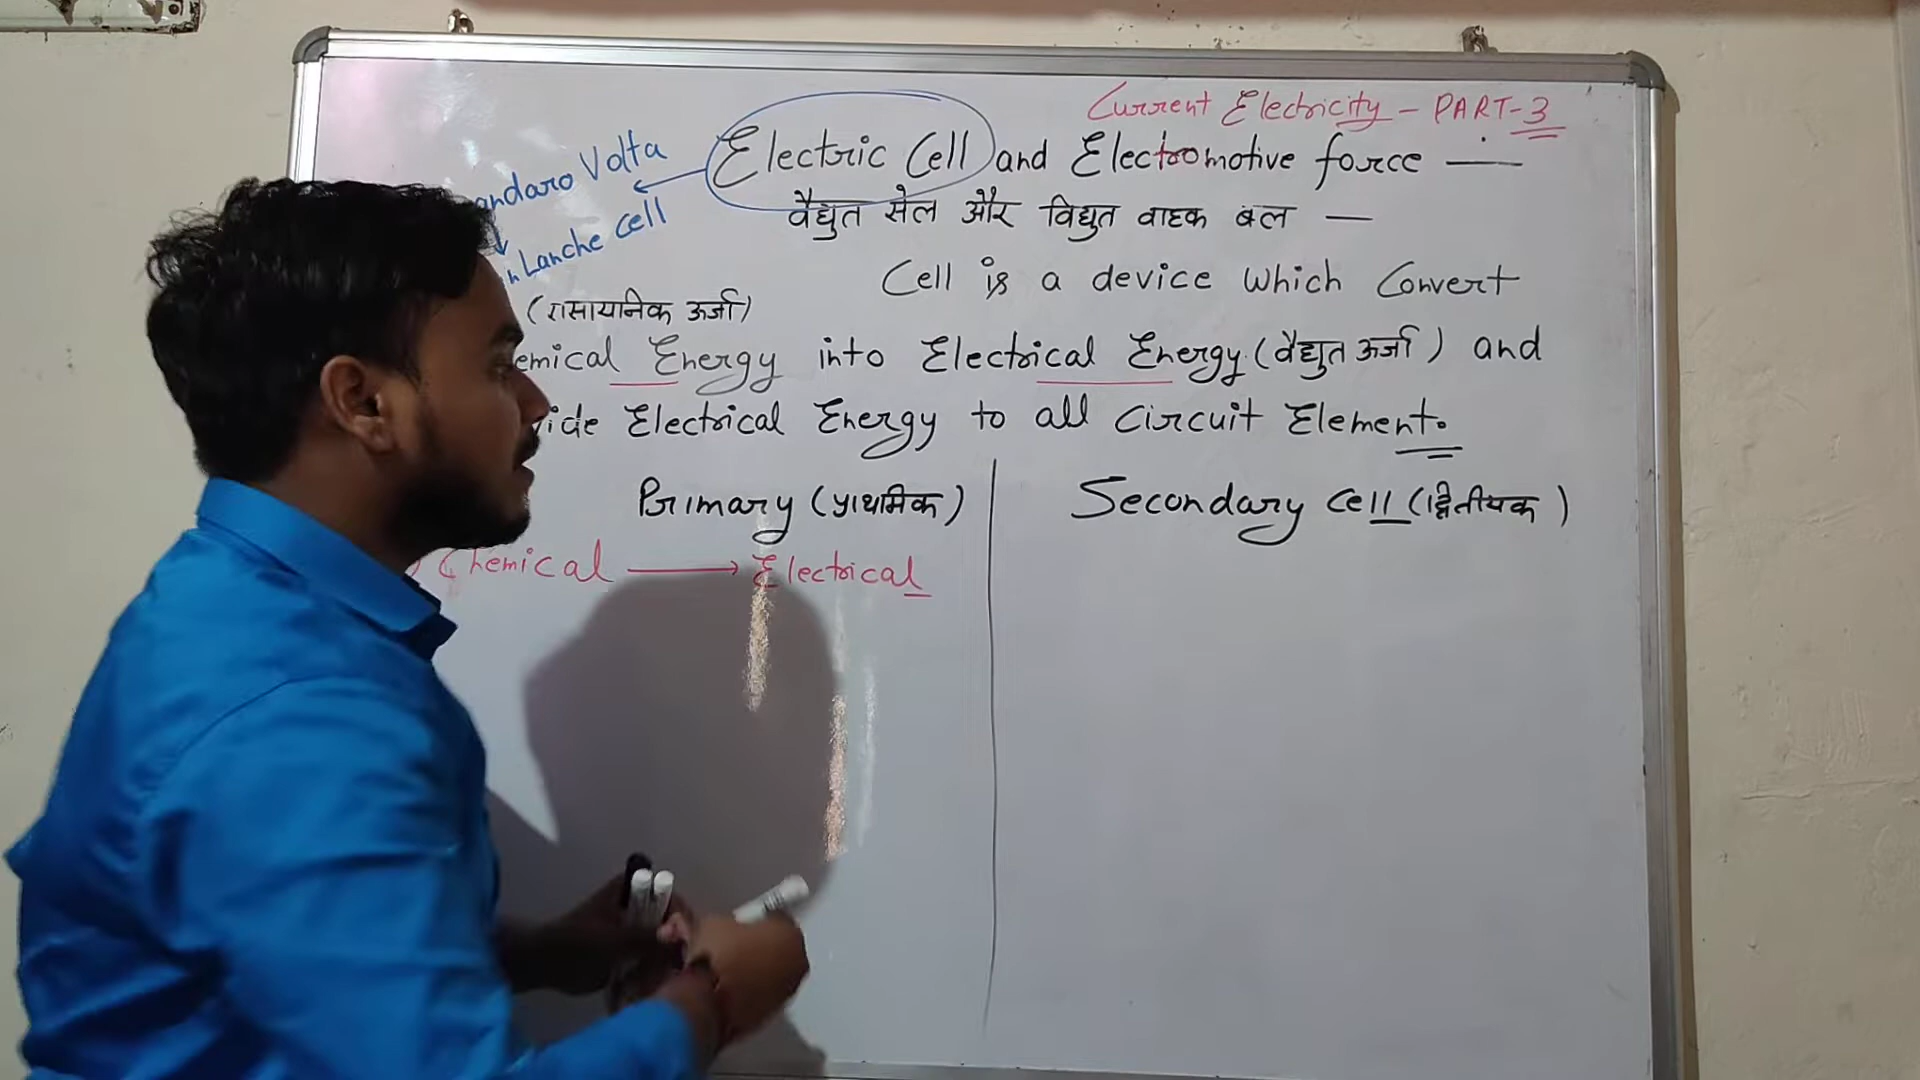 Current Electricity - PART-3
Electric Cell and Electromotive force —
Volta
वैद्युत सेल और विद्युत वाहक बल —
Lanche cell
Cell is a device which Convert
(रासायनिक ऊर्जा)
emical Energy into Electrical Energy (वैद्युत ऊर्जा) and
ide Electrical Energy to all Circuit Element.
Primary (प्राथमिक)
Secondary Cell (द्वितीयक)
Chemical → Electrical